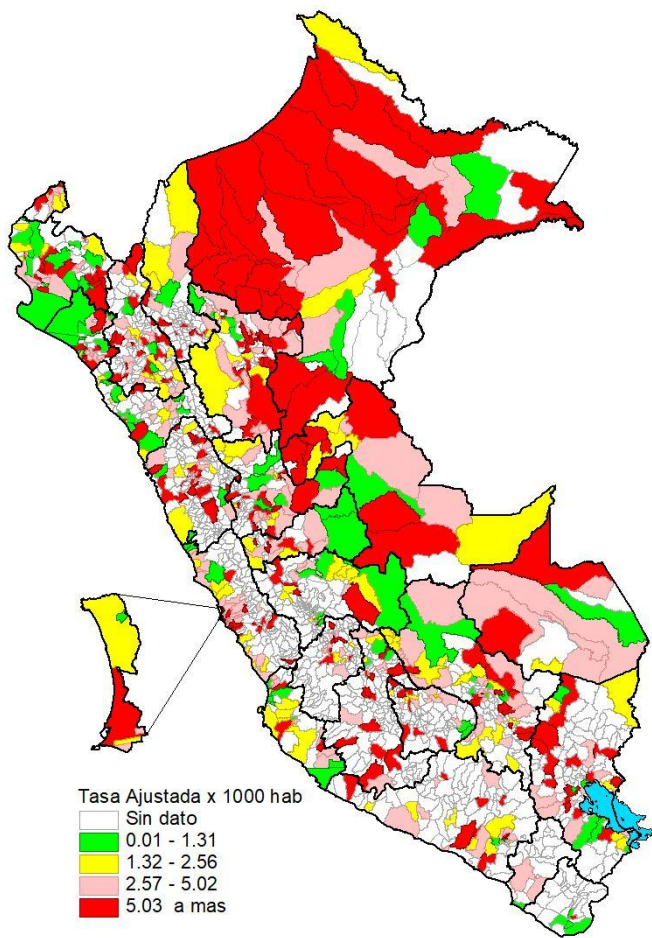 Tasa Ajustada x 1000 hab
Sin dato
0.01 - 1.31
1.32 - 2.56
2.57 - 5.02
5.03 a mas